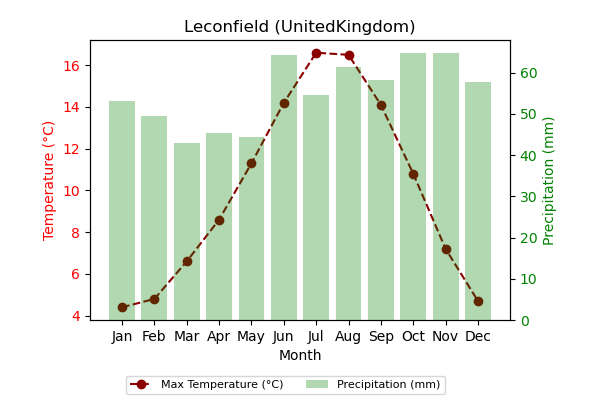 Leconfield (UnitedKingdom)
16
14
12
10
8
6
4
Temperature (°C)
60
50
40
30
20
10
0
Precipitation (mm)
Jan Feb Mar Apr May Jun Jul Aug Sep Oct Nov Dec
Month
Max Temperature (°C) Precipitation (mm)